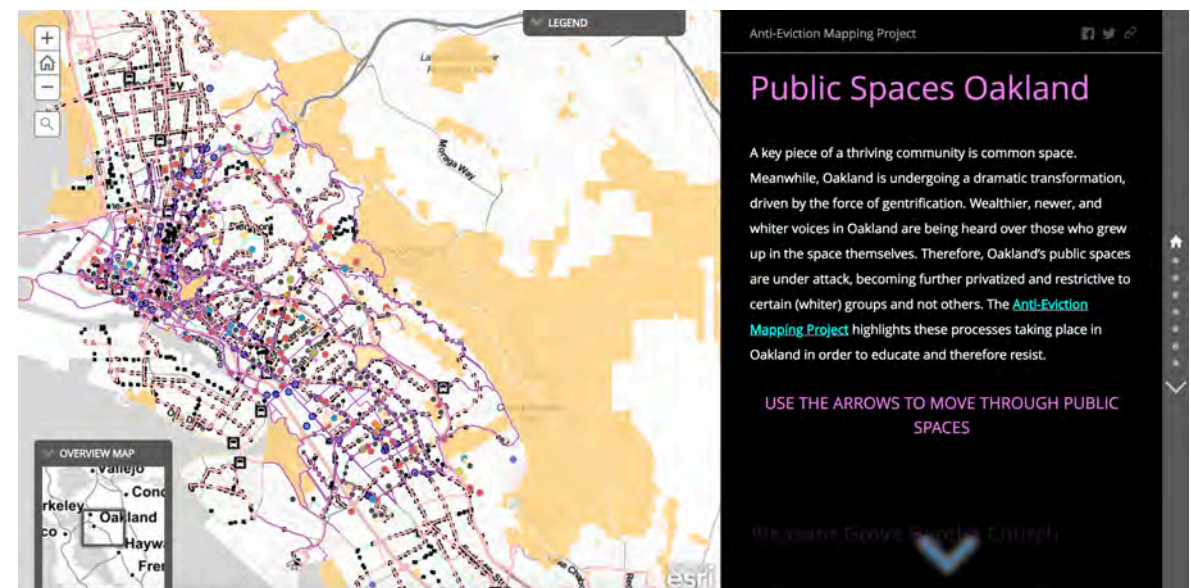 LEGEND
Moraga Way
OVERVIEW MAP
Vallejo
Conc
rkeley
Oakland
co
Hayw
Fre
esri
Anti-Eviction Mapping Project
Public Spaces Oakland
A key piece of a thriving community is common space.
Meanwhile, Oakland is undergoing a dramatic transformation,
driven by the force of gentrification. Wealthier, newer, and
whiter voices in Oakland are being heard over those who grew
up in the space themselves. Therefore, Oakland's public spaces
are under attack, becoming further privatized and restrictive to
certain (whiter) groups and not others. The Anti-Eviction
Mapping Project highlights these processes taking place in
Oakland in order to educate and therefore resist.
USE THE ARROWS TO MOVE THROUGH PUBLIC
SPACES